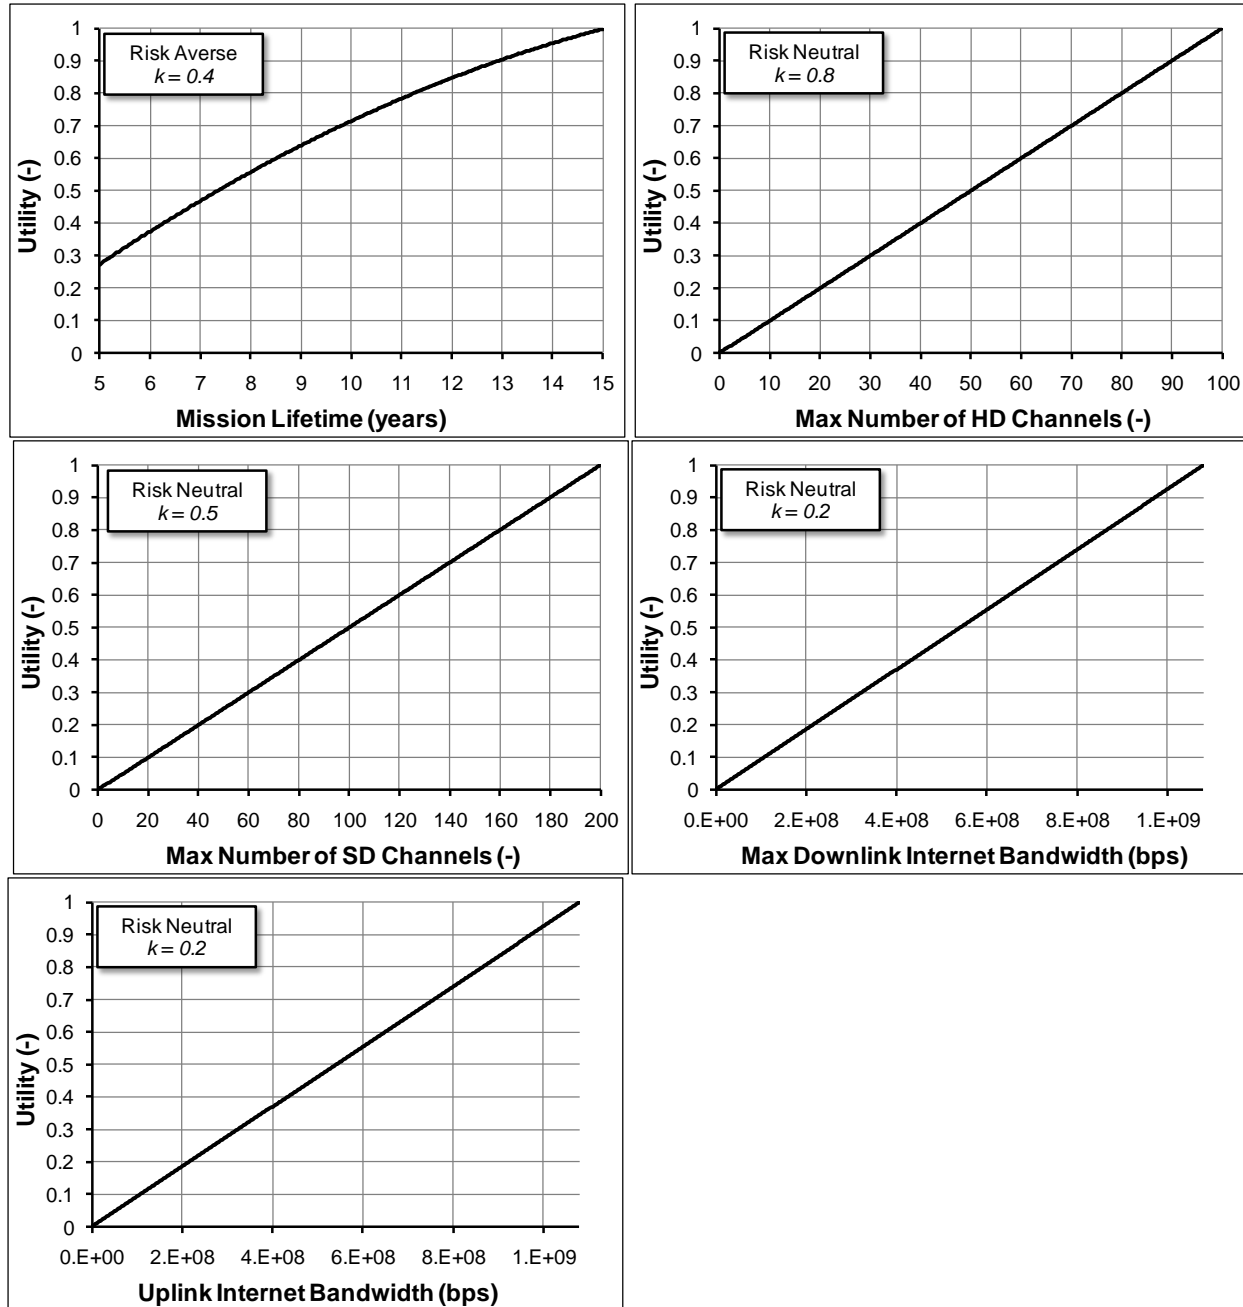 1
0.9
0.8
0.7
0.6
0.5
0.4
0.3
0.2
0.1
0
Utility (-)
Risk Averse
k = 0.4
5 6 7 8 9 10 11 12 13 14 15
Mission Lifetime (years)
1
0.9
0.8
0.7
0.6
0.5
0.4
0.3
0.2
0.1
0
Utility (-)
Risk Neutral
k = 0.8
0 10 20 30 40 50 60 70 80 90 100
Max Number of HD Channels (-)
1
0.9
0.8
0.7
0.6
0.5
0.4
0.3
0.2
0.1
0
Utility (-)
Risk Neutral
k = 0.5
0 20 40 60 80 100 120 140 160 180 200
Max Number of SD Channels (-)
1
0.9
0.8
0.7
0.6
0.5
0.4
0.3
0.2
0.1
0
Utility (-)
Risk Neutral
k = 0.2
0.E+00 2.E+08 4.E+08 6.E+08 8.E+08 1.E+09
Max Downlink Internet Bandwidth (bps)
1
0.9
0.8
0.7
0.6
0.5
0.4
0.3
0.2
0.1
0
Utility (-)
Risk Neutral
k = 0.2
0.E+00 2.E+08 4.E+08 6.E+08 8.E+08 1.E+09
Uplink Internet Bandwidth (bps)